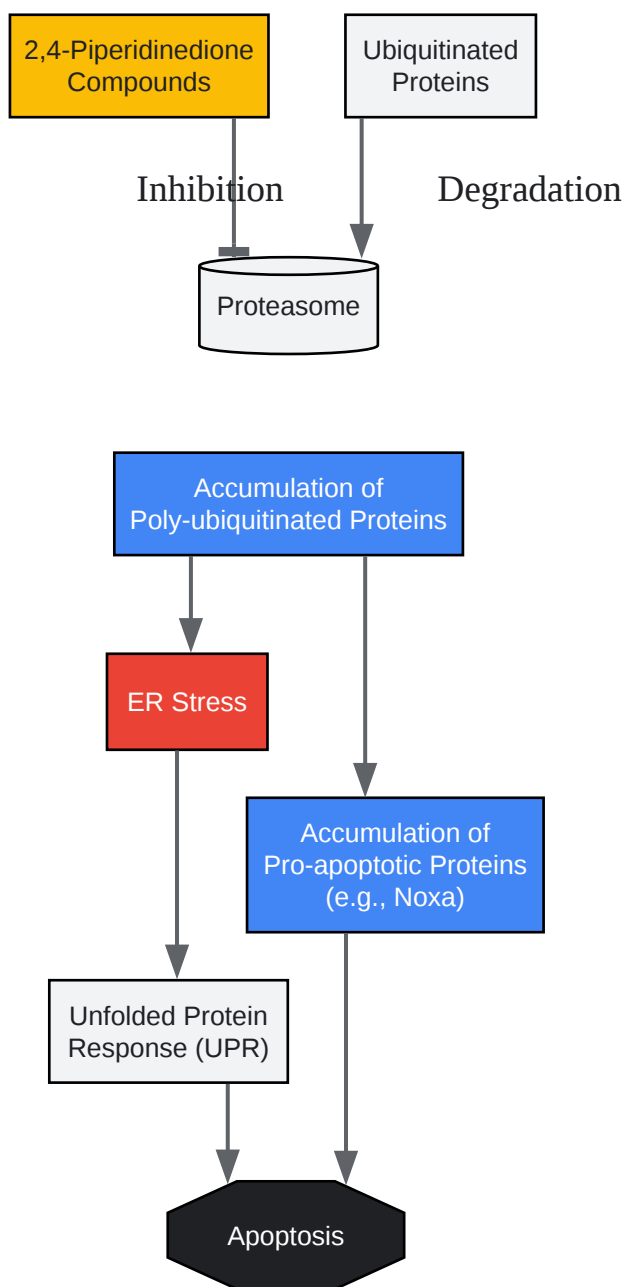 2,4-Piperidinedione
Compounds
Ubiquitinated
Proteins
Inhibition
Degradation
Proteasome
Accumulation of
Poly-ubiquitinated Proteins
ER Stress
Accumulation of
Pro-apoptotic Proteins
(e.g., Noxa)
Unfolded Protein
Response (UPR)
Apoptosis